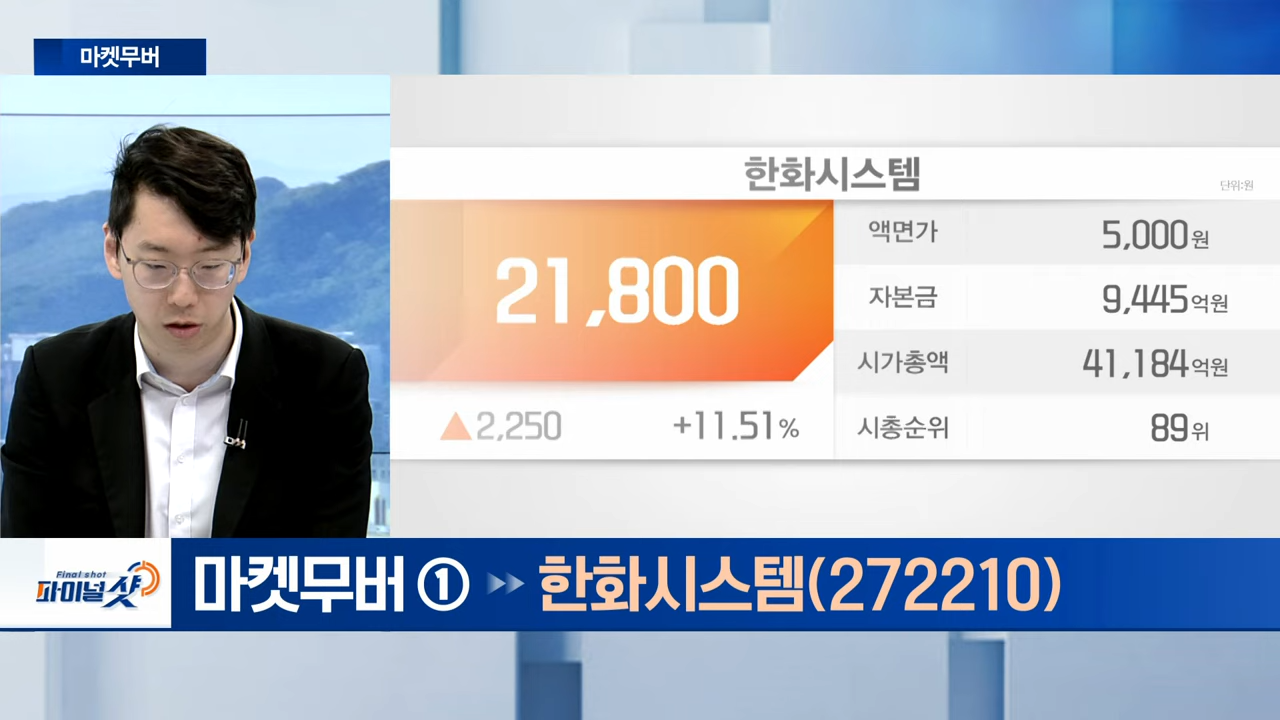 마켓무버
한화시스템
단위:원
21,800
▲2,250 +11.51%
액면가 5,000원
자본금 9,445억원
시가총액 41,184억원
시총순위 89위
Final shot
파이널샷
마켓무버 ① 한화시스템(272210)